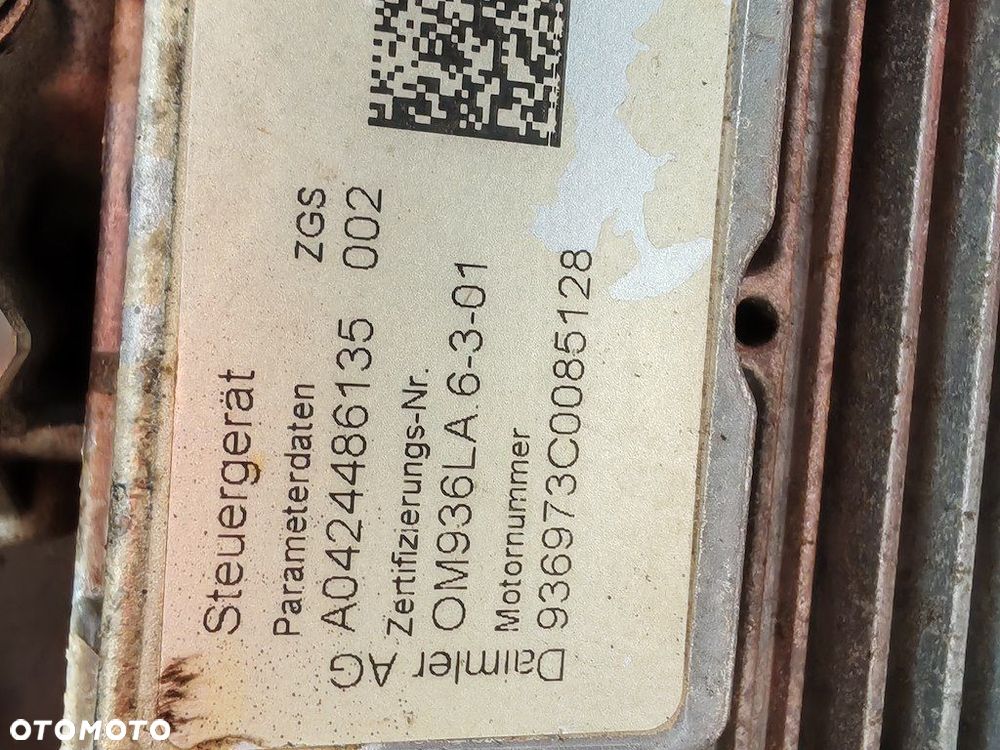 Steuergerät
Parameterdaten ZGS
A0424486135 002
Zertifizierungs-Nr.
OM936LA.6-3-01
Motornummer
936973C0085128
Daimler AG
OTOMOTO